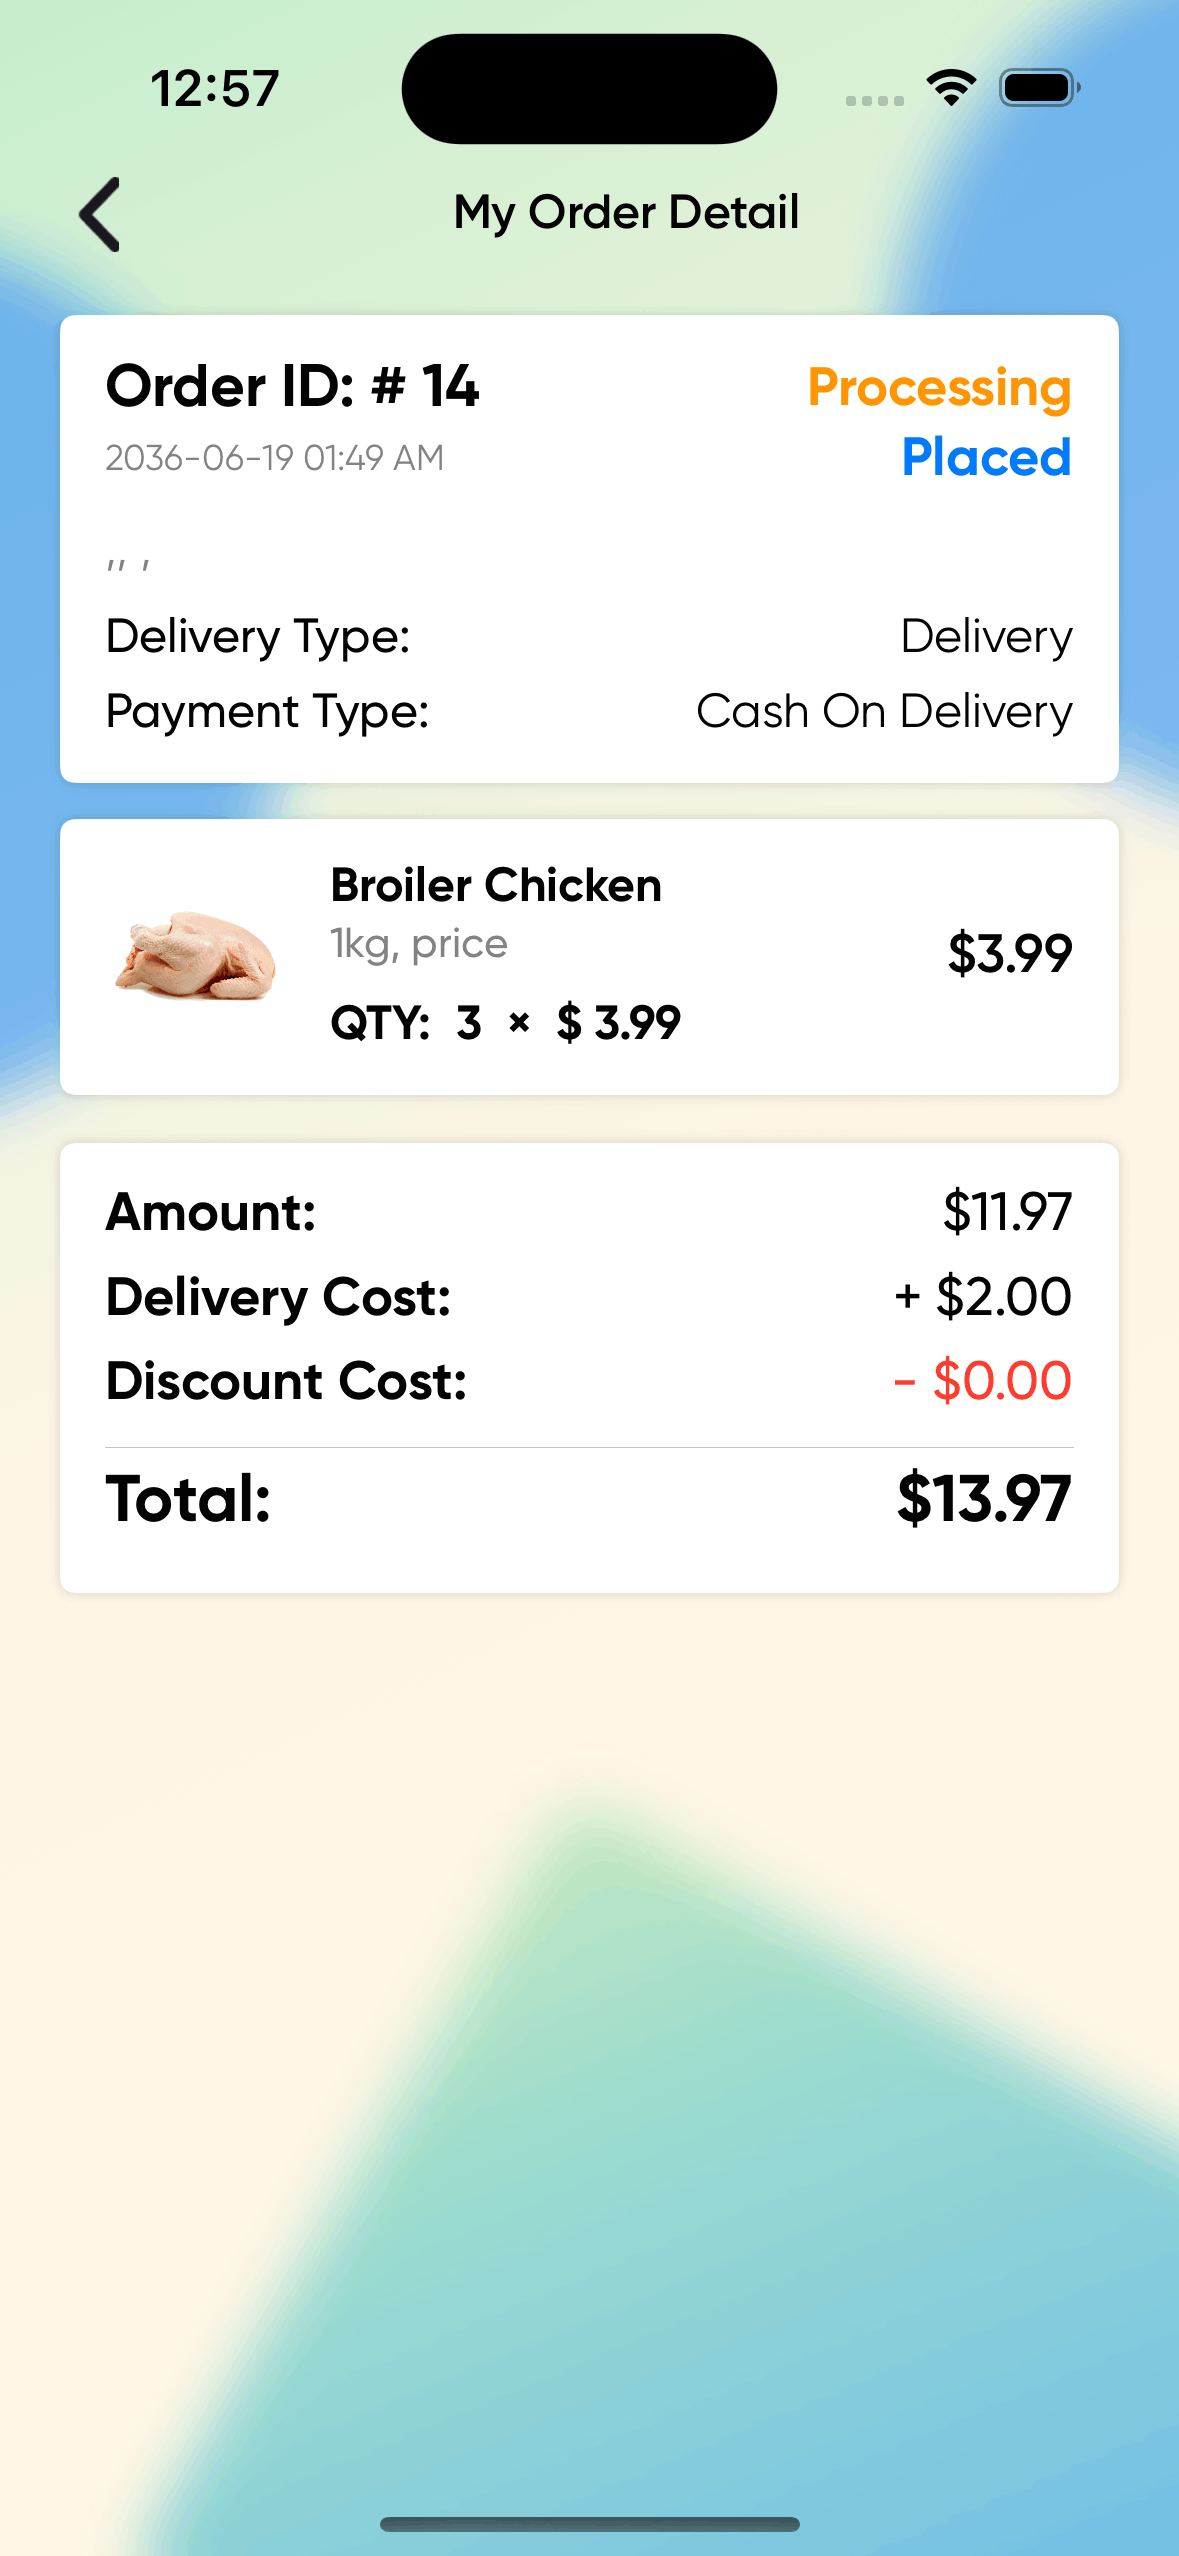 12:57
My Order Detail
Order ID: # 14
Processing
2036-06-19 01:49 AM
Placed
,, ,
Delivery Type:
Delivery
Payment Type:
Cash On Delivery
Broiler Chicken
1kg, price
$3.99
QTY: 3 × $ 3.99
Amount:
$11.97
Delivery Cost:
+ $2.00
Discount Cost:
- $0.00
Total:
$13.97